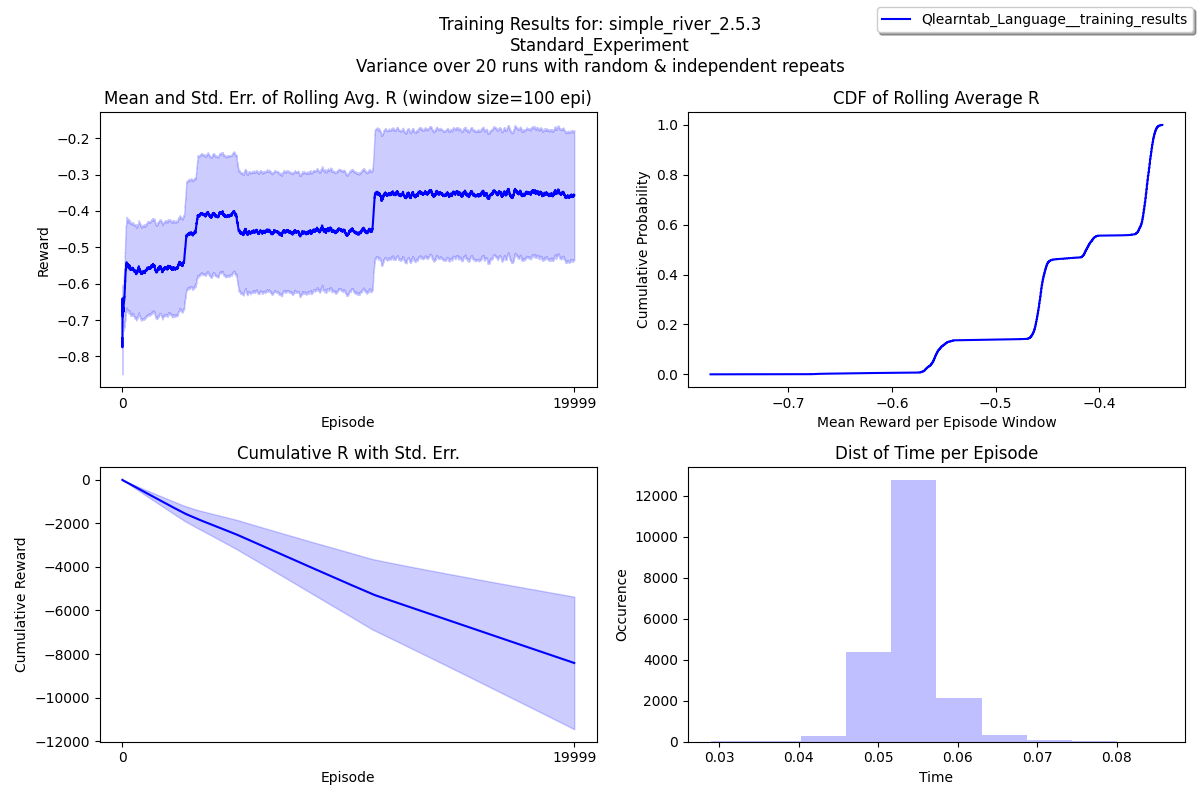 Training Results for: simple_river_2.5.3
Standard_Experiment
Variance over 20 runs with random & independent repeats
Qlearntab_Language__training_results
Mean and Std. Err. of Rolling Avg. R (window size=100 epi)
Reward
−0.2
−0.3
−0.4
−0.5
−0.6
−0.7
−0.8
0 19999
Episode
CDF of Rolling Average R
Cumulative Probability
1.0
0.8
0.6
0.4
0.2
0.0
−0.7 −0.6 −0.5 −0.4
Mean Reward per Episode Window
Cumulative R with Std. Err.
Cumulative Reward
0
−2000
−4000
−6000
−8000
−10000
−12000
0 19999
Episode
Dist of Time per Episode
Occurence
12000
10000
8000
6000
4000
2000
0
0.03 0.04 0.05 0.06 0.07 0.08
Time